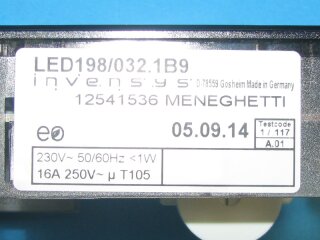 LED198/032.1B9
invensys D-78559 Gosheim Made in Germany
12541536 MENEGHETTI
05.09.14
Testcode
1 / 117
A.01
230V~ 50/60Hz <1W
16A 250V~ µ T105